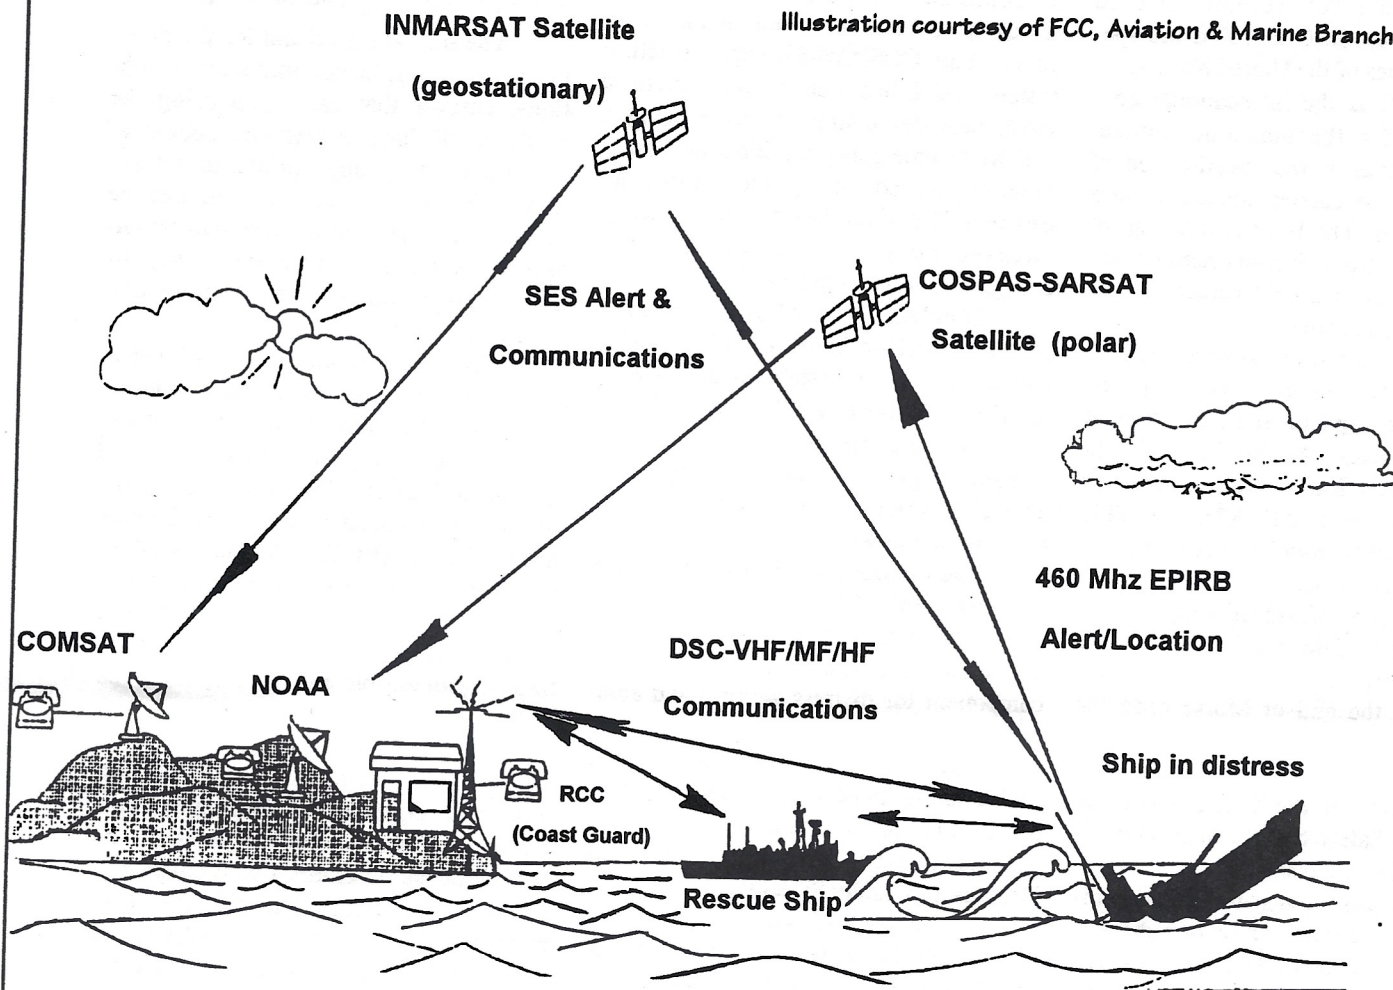 INMARSAT Satellite
(geostationary)
Illustration courtesy of FCC, Aviation & Marine Branch
SES Alert &
Communications
COSPAS-SARSAT
Satellite (polar)
460 Mhz EPIRB
Alert/Location
COMSAT
NOAA
DSC-VHF/MF/HF
Communications
Ship in distress
RCC
(Coast Guard)
Rescue Ship